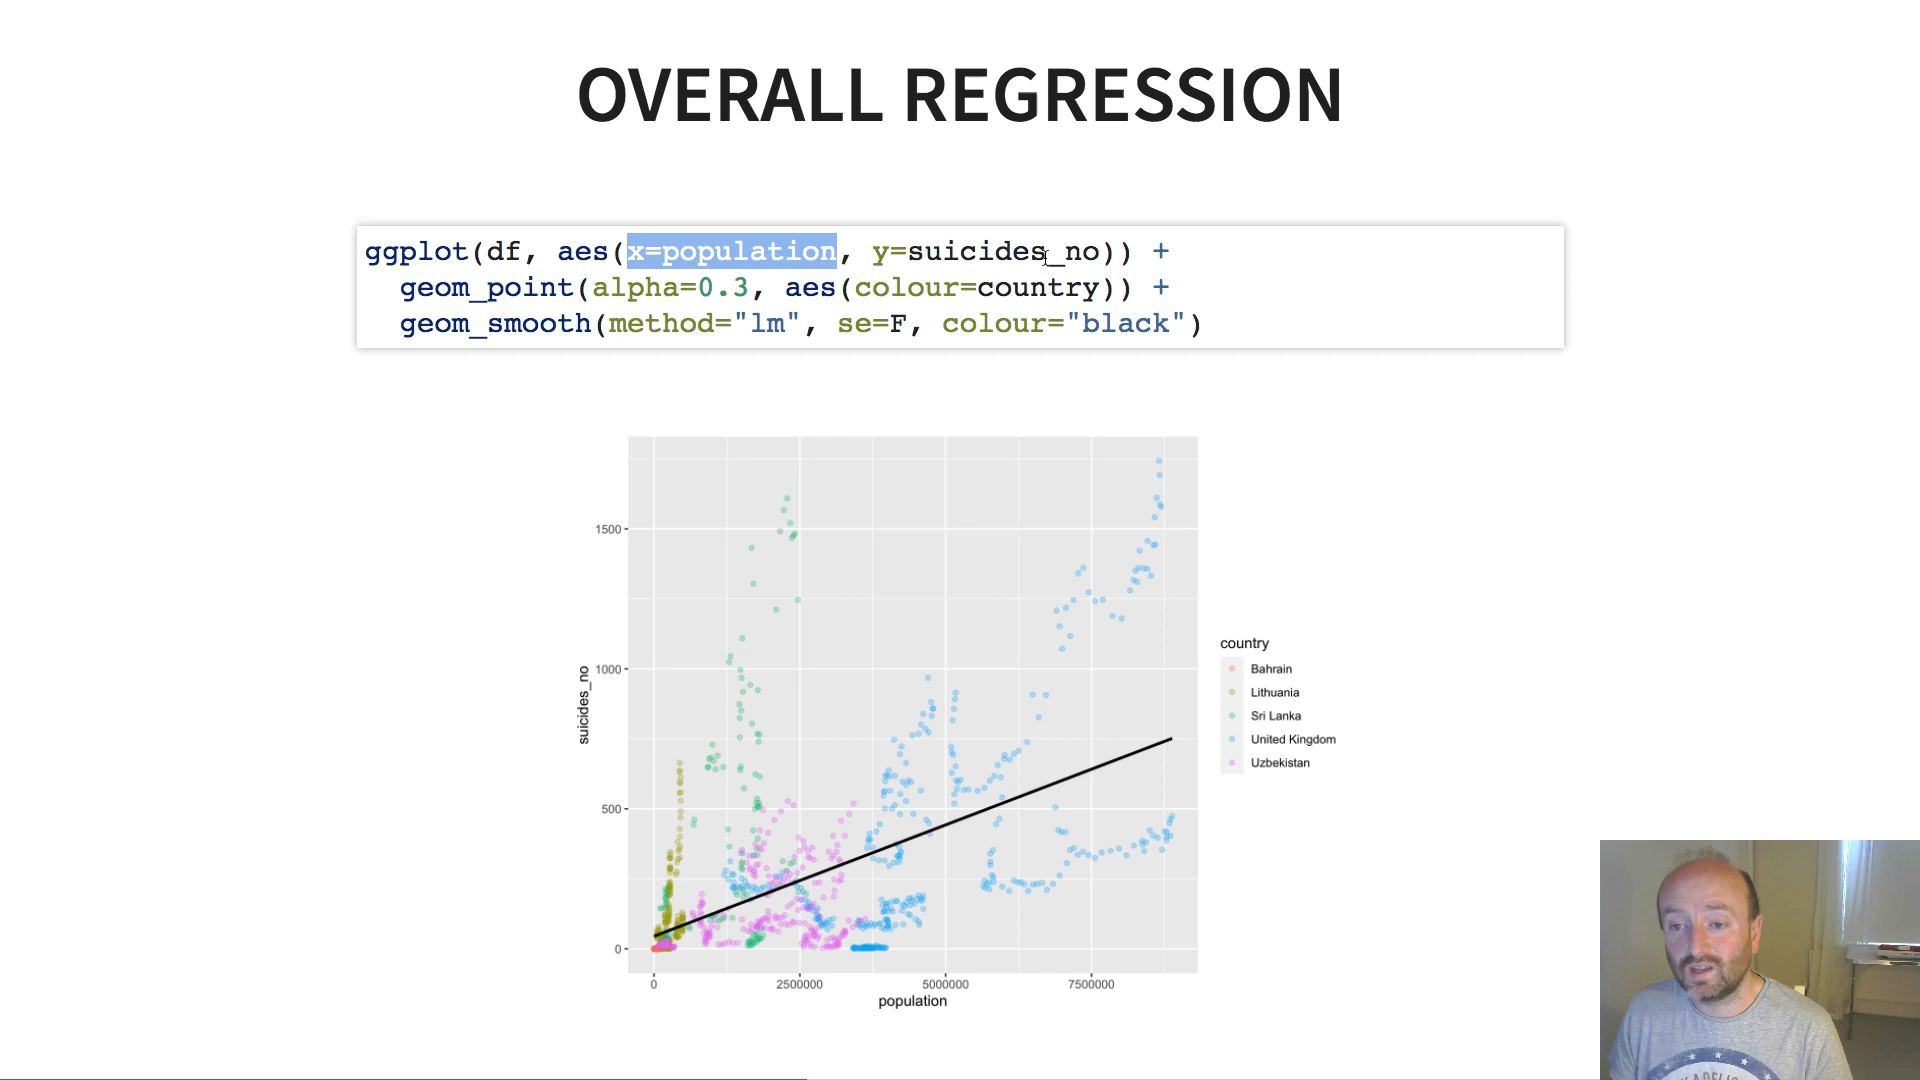 OVERALL REGRESSION
ggplot(df, aes(x=population, y=suicides_no)) +
geom_point(alpha=0.3, aes(colour=country)) +
geom_smooth(method="lm", se=F, colour="black")
1500
1000
500
0
suicides_no
0
2500000
5000000
7500000
population
country
Bahrain
Lithuania
Sri Lanka
United Kingdom
Uzbekistan